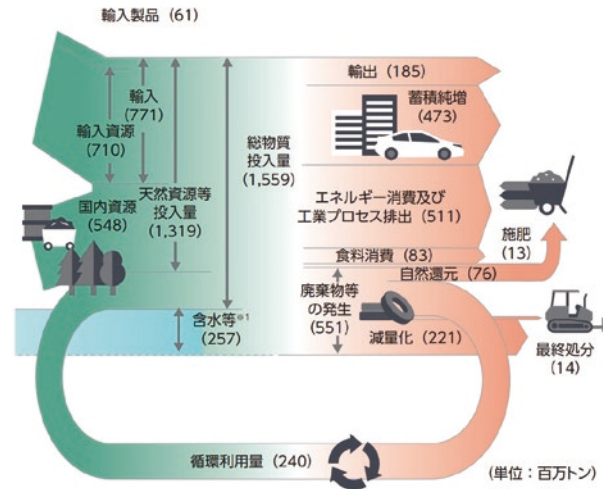 輸入製品 (61)
輸入
(771)
輸入資源
(710)
国内資源
(548)
天然資源等
投入量
(1,319)
総物質
投入量
(1,559)
含水等※1
(257)
輸出 (185)
蓄積純増
(473)
エネルギー消費及び
工業プロセス排出 (511)
食料消費 (83)
施肥
(13)
自然還元 (76)
廃棄物等
の発生
(551)
減量化 (221)
最終処分
(14)
循環利用量 (240)
(単位：百万トン)